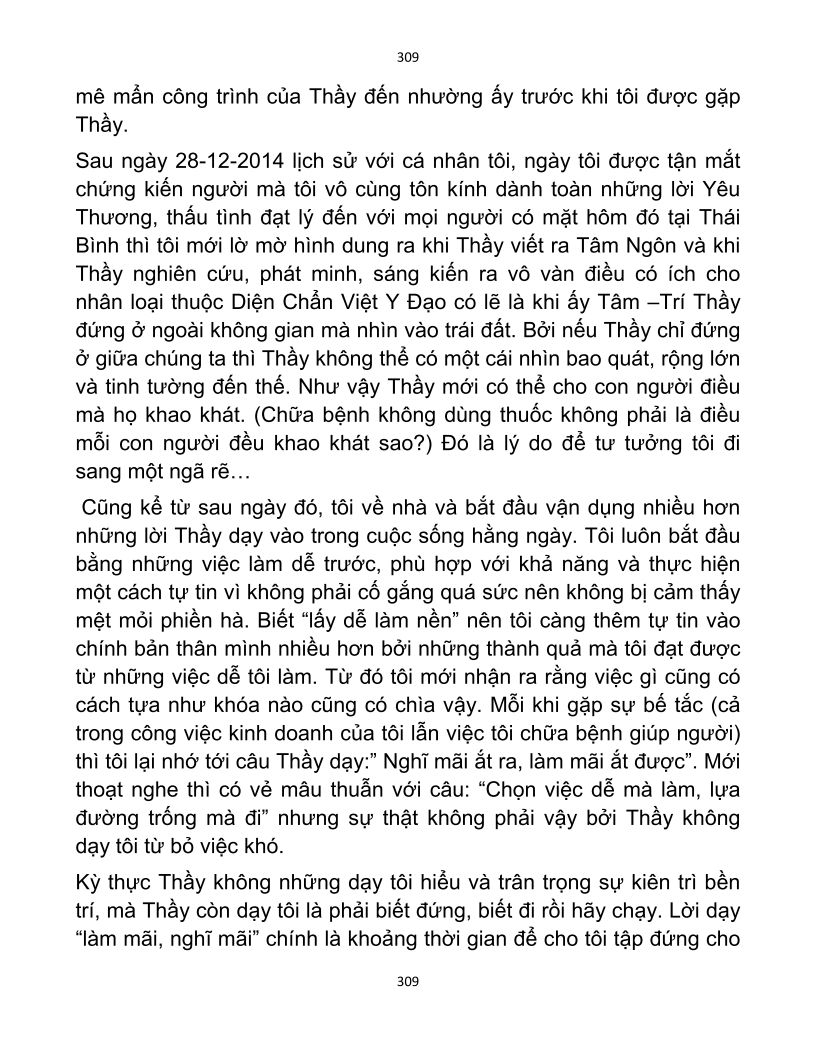 309
mê mẩn công trình của Thầy đến nhường ấy trước khi tôi được gặp
Thầy.
Sau ngày 28-12-2014 lịch sử với cá nhân tôi, ngày tôi được tận mắt
chứng kiến người mà tôi vô cùng tôn kính dành toàn những lời Yêu
Thương, thấu tình đạt lý đến với mọi người có mặt hôm đó tại Thái
Bình thì tôi mới lờ mờ hình dung ra khi Thầy viết ra Tâm Ngôn và khi
Thầy nghiên cứu, phát minh, sáng kiến ra vô vàn điều có ích cho
nhân loại thuộc Diện Chẩn Việt Y Đạo có lẽ là khi ấy Tâm –Trí Thầy
đứng ở ngoài không gian mà nhìn vào trái đất. Bởi nếu Thầy chỉ đứng
ở giữa chúng ta thì Thầy không thể có một cái nhìn bao quát, rộng lớn
và tinh tường đến thế. Như vậy Thầy mới có thể cho con người điều
mà họ khao khát. (Chữa bệnh không dùng thuốc không phải là điều
mỗi con người đều khao khát sao?) Đó là lý do để tư tưởng tôi đi
sang một ngã rẽ…
Cũng kể từ sau ngày đó, tôi về nhà và bắt đầu vận dụng nhiều hơn
những lời Thầy dạy vào trong cuộc sống hằng ngày. Tôi luôn bắt đầu
bằng những việc làm dễ trước, phù hợp với khả năng và thực hiện
một cách tự tin vì không phải cố gắng quá sức nên không bị cảm thấy
mệt mỏi phiền hà. Biết “lấy dễ làm nền” nên tôi càng thêm tự tin vào
chính bản thân mình nhiều hơn bởi những thành quả mà tôi đạt được
từ những việc dễ tôi làm. Từ đó tôi mới nhận ra rằng việc gì cũng có
cách tựa như khóa nào cũng có chìa vậy. Mỗi khi gặp sự bế tắc (cả
trong công việc kinh doanh của tôi lẫn việc tôi chữa bệnh giúp người)
thì tôi lại nhớ tới câu Thầy dạy:” Nghĩ mãi ắt ra, làm mãi ắt được”. Mới
thoạt nghe thì có vẻ mâu thuẫn với câu: “Chọn việc dễ mà làm, lựa
đường trống mà đi” nhưng sự thật không phải vậy bởi Thầy không
dạy tôi từ bỏ việc khó.
Kỳ thực Thầy không những dạy tôi hiểu và trân trọng sự kiên trì bền
trí, mà Thầy còn dạy tôi là phải biết đứng, biết đi rồi hãy chạy. Lời dạy
“làm mãi, nghĩ mãi” chính là khoảng thời gian để cho tôi tập đứng cho
309